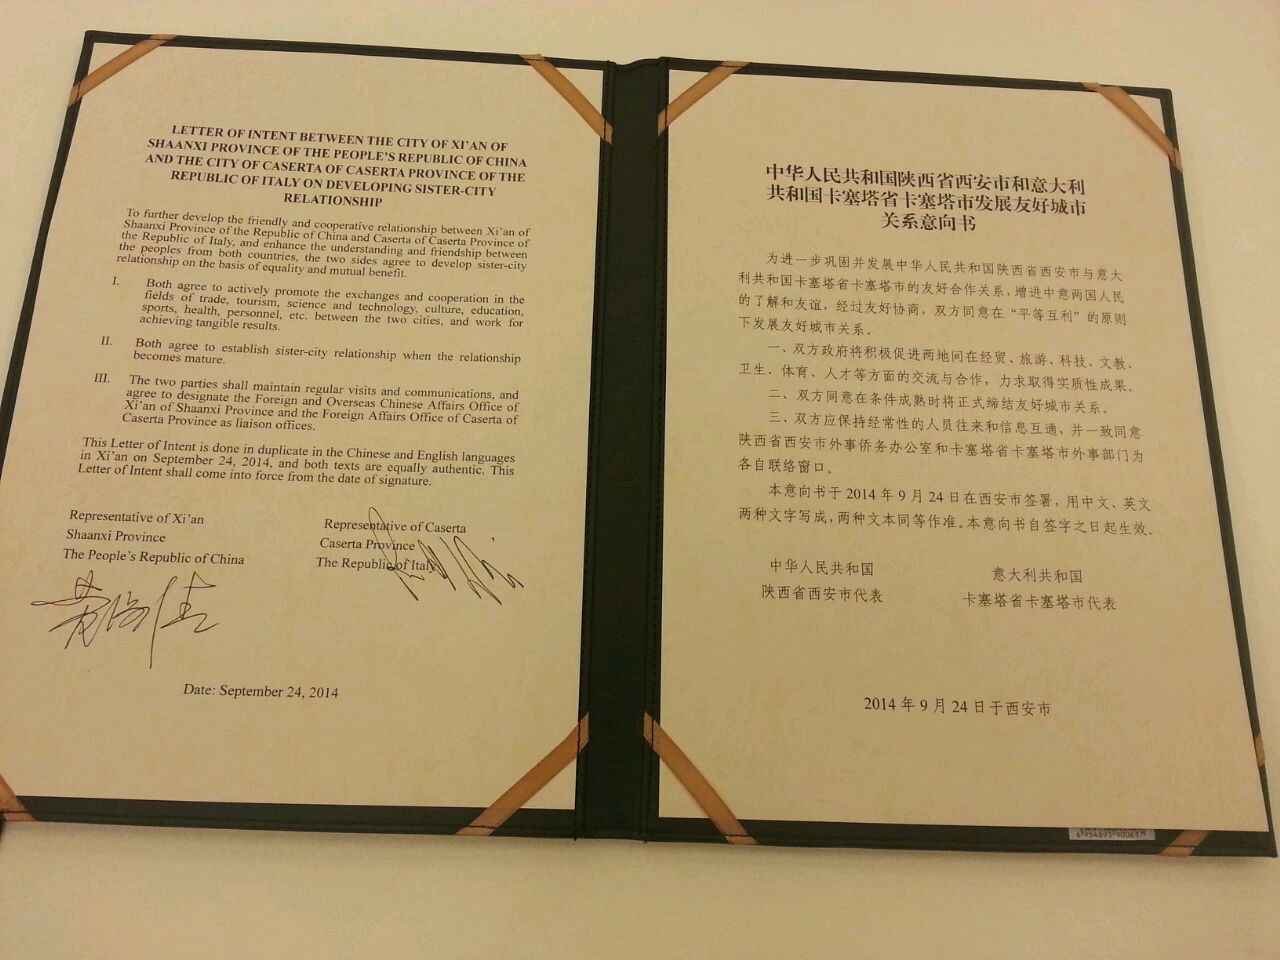 LETTER OF INTENT BETWEEN THE CITY OF XI'AN OF
SHAANXI PROVINCE OF THE PEOPLE'S REPUBLIC OF CHINA
AND THE CITY OF CASERTA OF CASERTA PROVINCE OF THE
REPUBLIC OF ITALY ON DEVELOPING SISTER-CITY
RELATIONSHIP
To further develop the friendly and cooperative relationship between Xi'an of
Shaanxi Province of the Republic of China and Caserta of Caserta Province of
the Republic of Italy, and enhance the understanding and friendship between
the peoples from both countries, the two sides agree to develop sister-city
relationship on the basis of equality and mutual benefit.
I. Both agree to actively promote the exchanges and cooperation in the
fields of trade, tourism, science and technology, culture, education,
sports, health, personnel, etc. between the two cities, and work for
achieving tangible results.
II. Both agree to establish sister-city relationship when the relationship
becomes mature.
III. The two parties shall maintain regular visits and communications, and
agree to designate the Foreign and Overseas Chinese Affairs Office of
Xi'an of Shaanxi Province and the Foreign Affairs Office of Caserta of
Caserta Province as liaison offices.
This Letter of Intent is done in duplicate in the Chinese and English languages
in Xi'an on September 24, 2014, and both texts are equally authentic. This
Letter of Intent shall come into force from the date of signature.
Representative of Xi'an
Shaanxi Province
The People's Republic of China
Representative of Caserta
Caserta Province
The Republic of Italy
Date: September 24, 2014
中华人民共和国陕西省西安市和意大利
共和国卡塞塔省卡塞塔市发展友好城市
关系意向书
为进一步巩固并发展中华人民共和国陕西省西安市与意大
利共和国卡塞塔省卡塞塔市的友好合作关系,增进中意两国人民
的了解和友谊,经过友好协商,双方同意在“平等互利”的原则
下发展友好城市关系。
一、双方政府将积极促进两地间在经贸、旅游、科技、文教、
卫生、体育、人才等方面的交流与合作,力求取得实质性成果。
二、双方同意在条件成熟时将正式缔结友好城市关系。
三、双方应保持经常性的人员往来和信息互通,并一致同意
陕西省西安市外事侨务办公室和卡塞塔省卡塞塔市外事部门为
各自联络窗口。
本意向书于2014年9月24日在西安市签署,用中文、英文
两种文字写成,两种文本同等作准。本意向书自签字之日起生效。
中华人民共和国
陕西省西安市代表
意大利共和国
卡塞塔省卡塞塔市代表
2014年9月24日于西安市
6 954893 900637